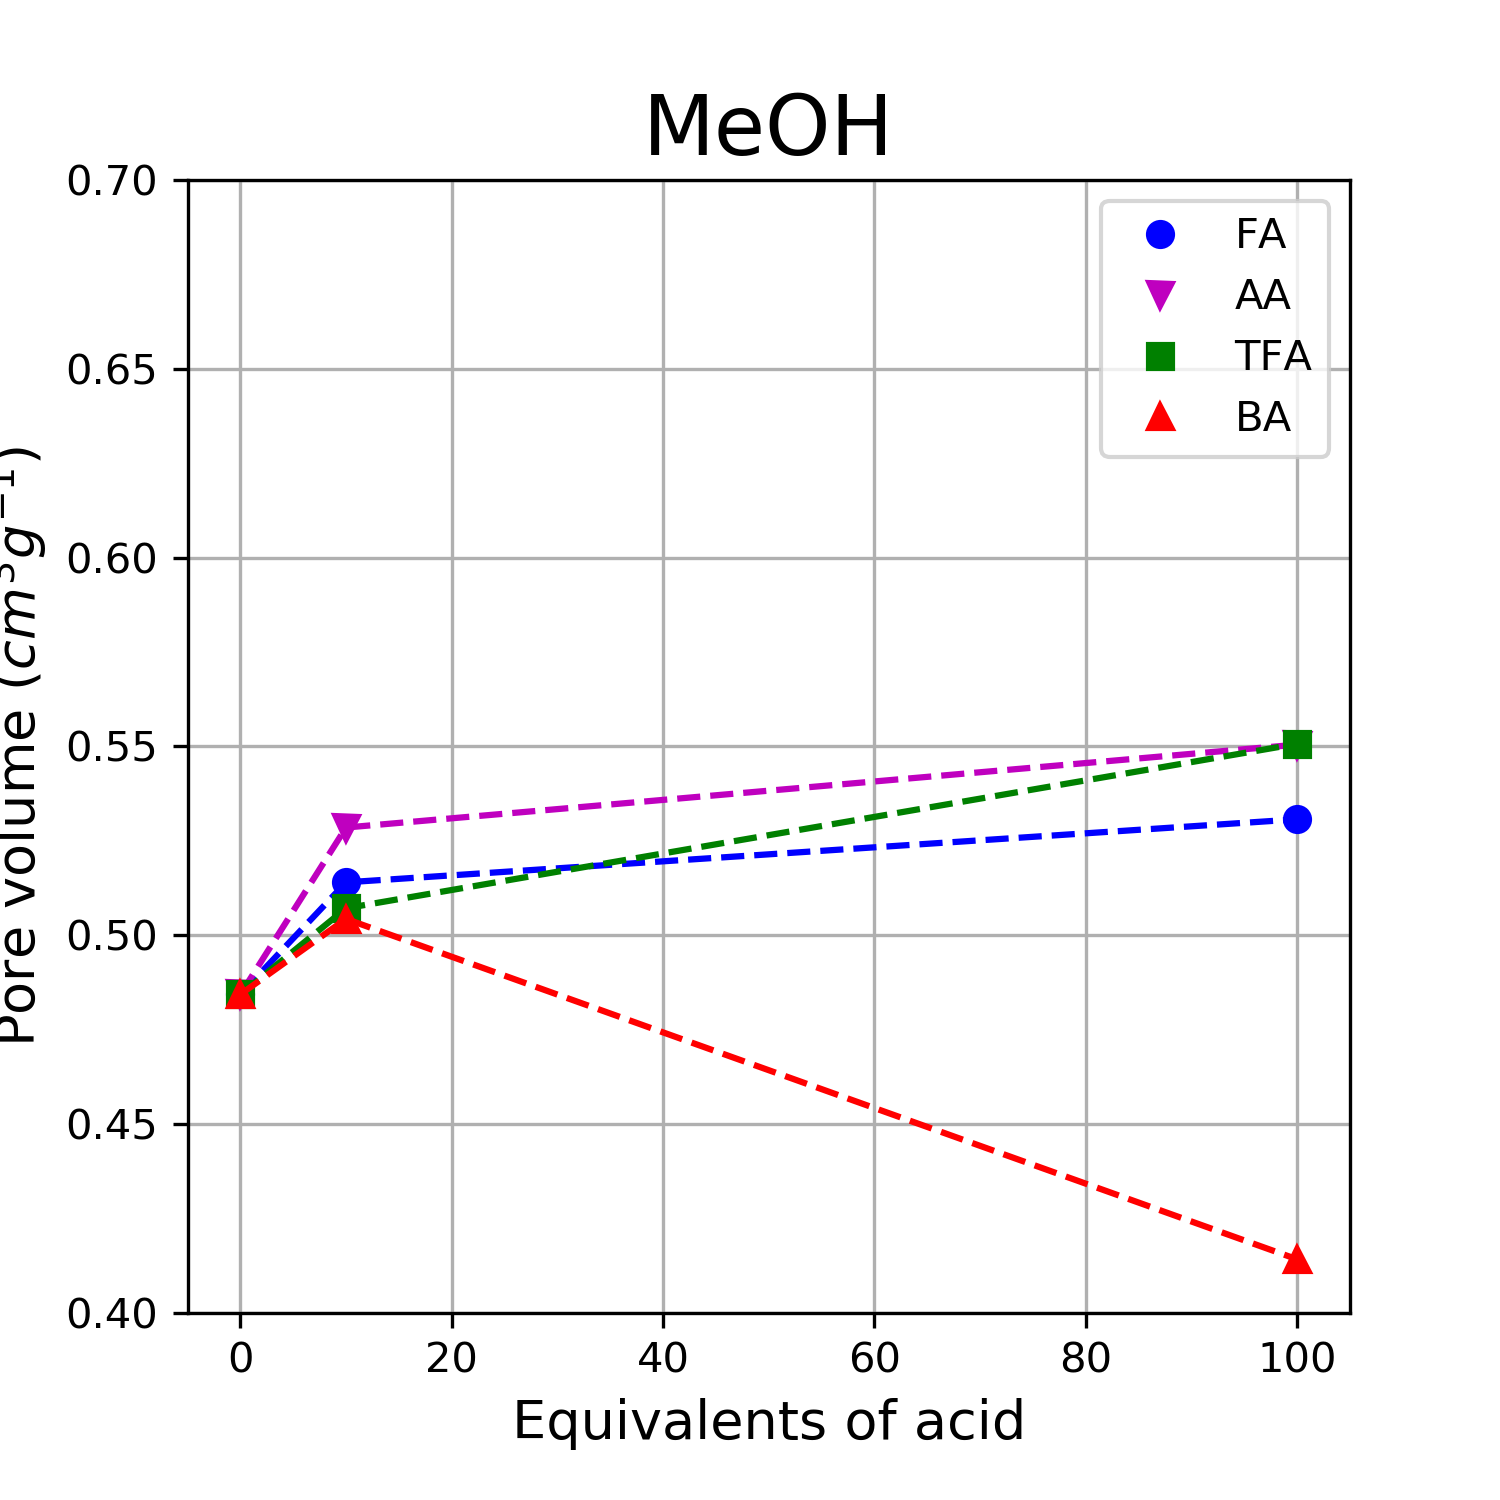 MeOH
0.70
0.65
0.60
0.55
0.50
0.45
0.40
Pore volume (cm³g⁻¹)
FA
AA
TFA
BA
0 20 40 60 80 100
Equivalents of acid